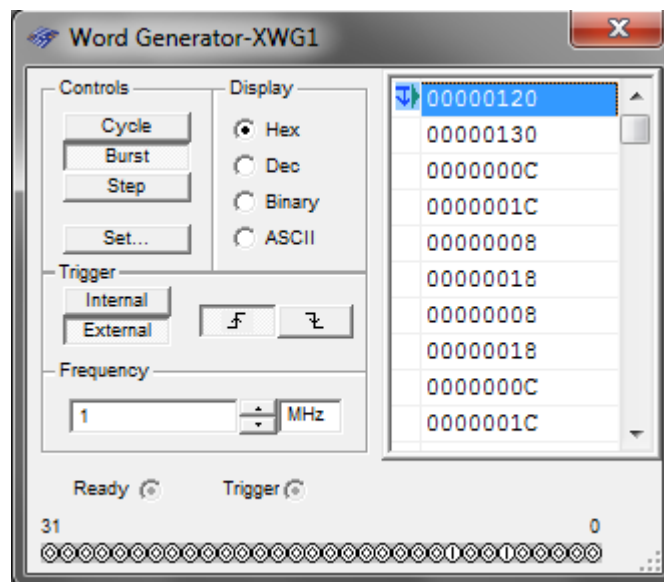 Word Generator-XWG1
Controls
Cycle
Burst
Step
Set...
Display
Hex
Dec
Binary
ASCII
Trigger
Internal
External
Frequency
1
MHz
00000120
00000130
0000000C
0000001C
00000008
00000018
00000008
00000018
0000000C
0000001C
Ready
Trigger
31
0